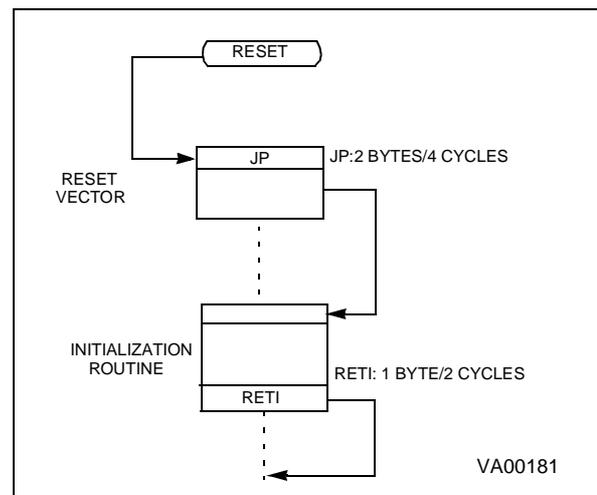 RESET
JP
JP:2 BYTES/4 CYCLES
RESET
VECTOR
INITIALIZATION
ROUTINE
RETI: 1 BYTE/2 CYCLES
RETI
VA00181